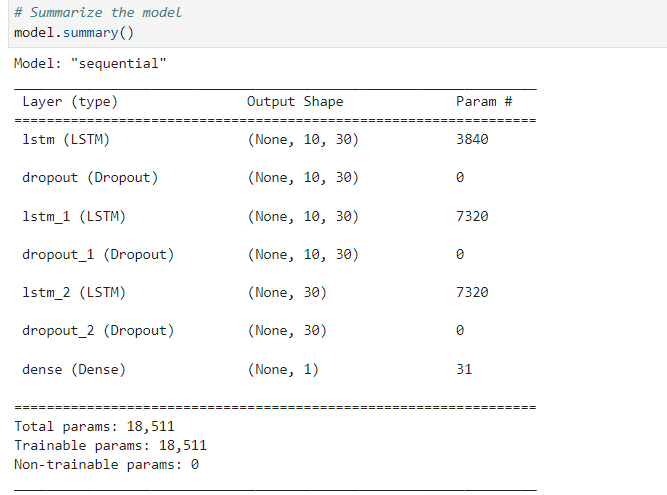 # Summarize the model
model.summary()
Model: "sequential"
Layer (type) Output Shape Param #
=================================================================
lstm (LSTM) (None, 10, 30) 3840
dropout (Dropout) (None, 10, 30) 0
lstm_1 (LSTM) (None, 10, 30) 7320
dropout_1 (Dropout) (None, 10, 30) 0
lstm_2 (LSTM) (None, 30) 7320
dropout_2 (Dropout) (None, 30) 0
dense (Dense) (None, 1) 31
=================================================================
Total params: 18,511
Trainable params: 18,511
Non-trainable params: 0